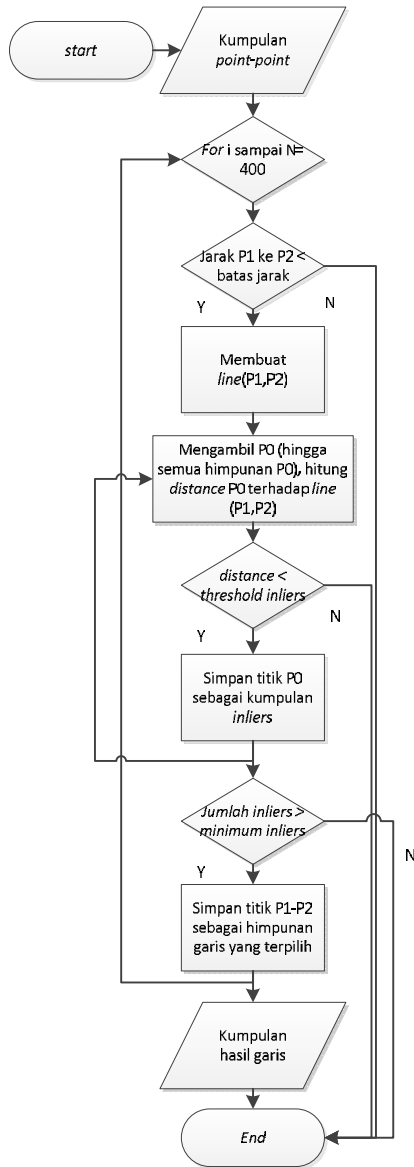 start
Kumpulan
point-point
For i sampai N=
400
Jarak P1 ke P2 <
batas jarak
Y
N
Membuat
line(P1,P2)
Mengambil P0 (hingga
semua himpunan P0), hitung
distance P0 terhadap line
(P1,P2)
distance <
threshold inliers
N
Y
Simpan titik P0
sebagai kumpulan
inliers
Jumlah inliers >
minimum inliers
N
Y
Simpan titik P1-P2
sebagai himpunan
garis yang terpilih
Kumpulan
hasil garis
End